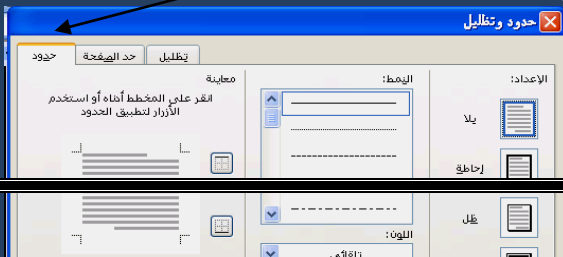 حدود وتظليل
حدود
حد الصفحة
تظليل
الإعداد:
بلا
إحاطة
ظل
النمط:
اللون:
تلقائي
معاينة
انقر على المخطط أدناه أو استخدم
الأزرار لتطبيق الحدود